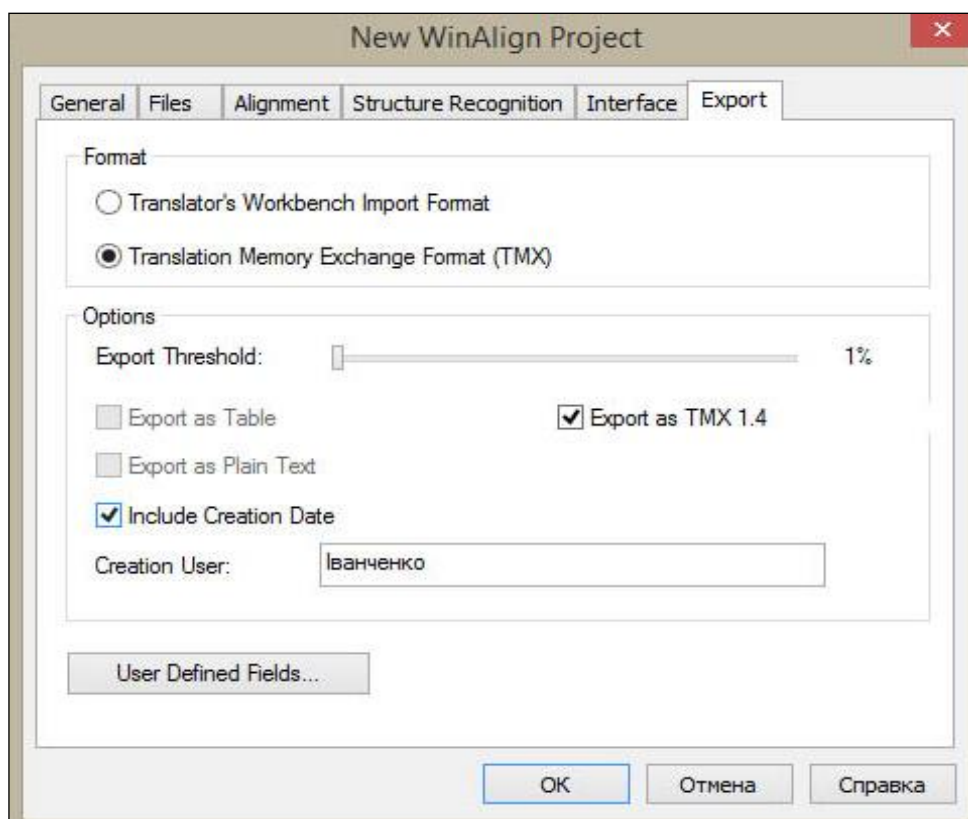 New WinAlign Project
General Files Alignment Structure Recognition Interface Export
Format
Translator's Workbench Import Format
Translation Memory Exchange Format (TMX)
Options
Export Threshold: 1%
Export as Table Export as TMX 1.4
Export as Plain Text
Include Creation Date
Creation User: Іванченко
User Defined Fields...
OK Отмена Справка